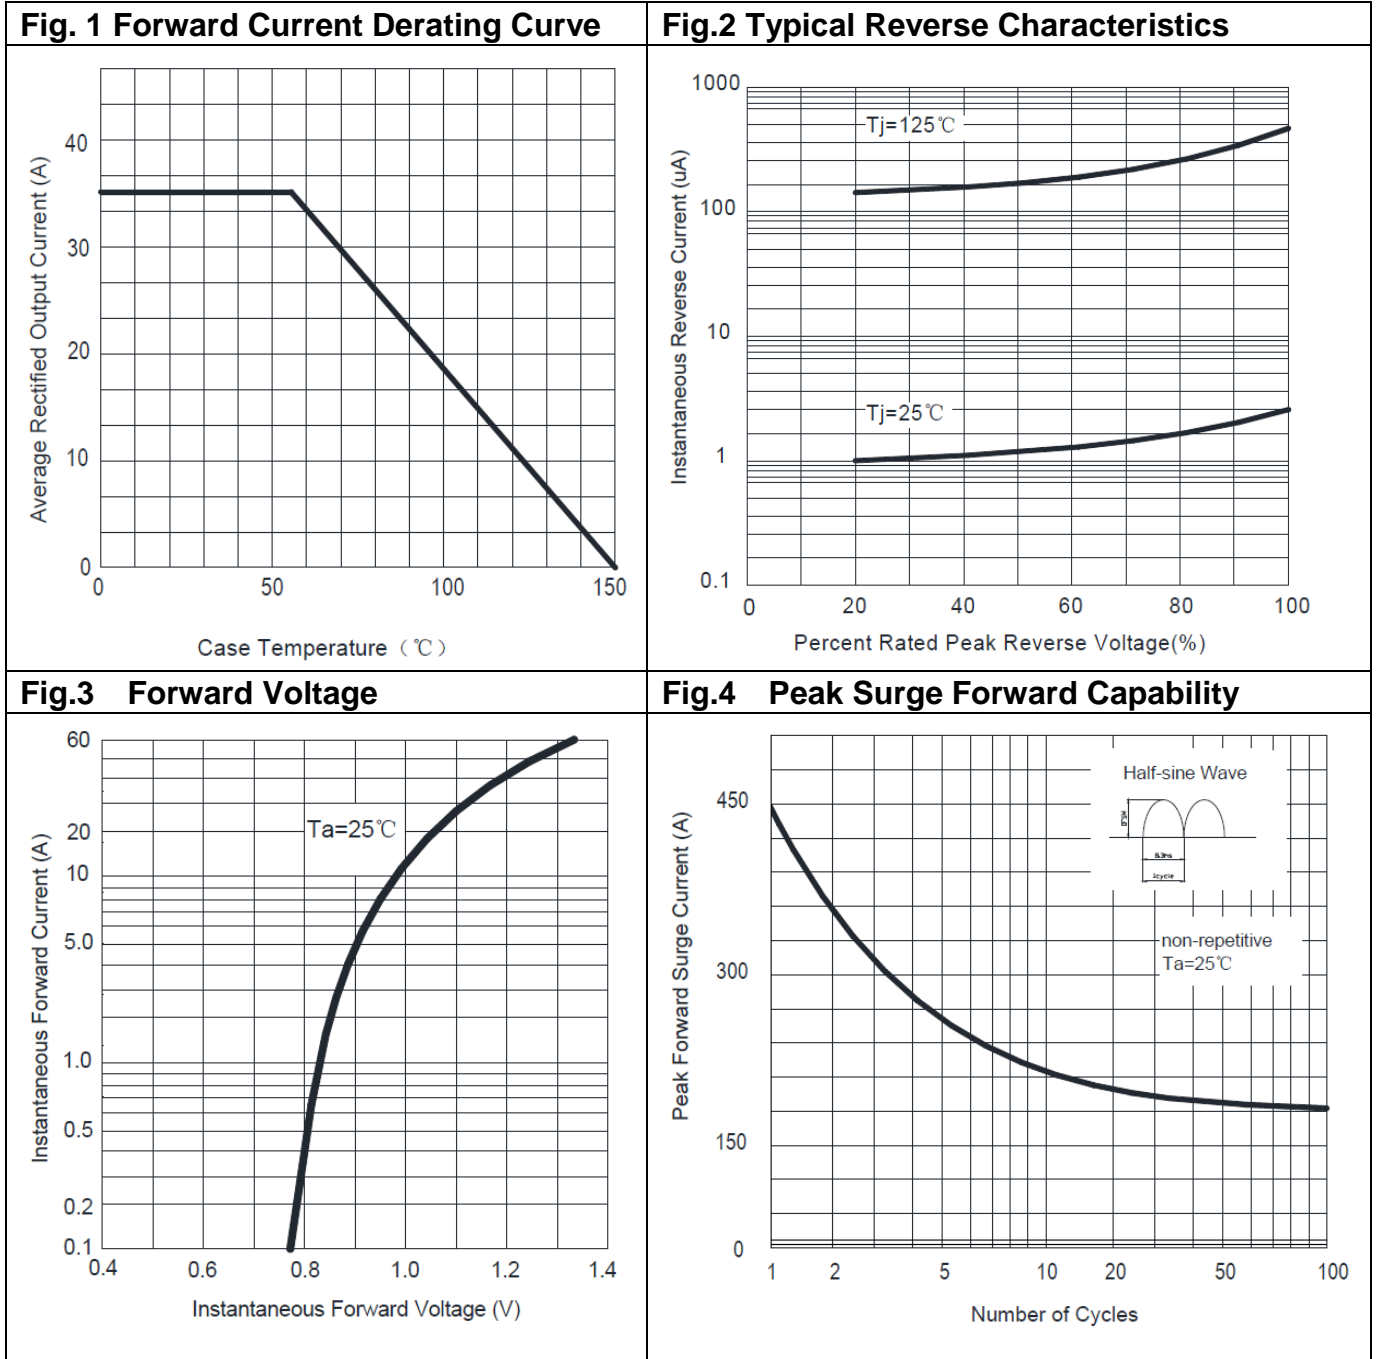 Fig. 1 Forward Current Derating Curve
Average Rectified Output Current (A)
40
30
20
10
0
0 50 100 150
Case Temperature（℃）
Fig.2 Typical Reverse Characteristics
Instantaneous Reverse Current (uA)
1000
100
10
1
0.1
Tj=125℃
Tj=25℃
0 20 40 60 80 100
Percent Rated Peak Reverse Voltage(%)
Fig.3 Forward Voltage
Instantaneous Forward Current (A)
60
20
10
5.0
1.0
0.5
0.2
0.1
Ta=25℃
0.4 0.6 0.8 1.0 1.2 1.4
Instantaneous Forward Voltage (V)
Fig.4 Peak Surge Forward Capability
Peak Forward Surge Current (A)
450
300
150
0
Half-sine Wave
8.3ms
1cycle
non-repetitive
Ta=25℃
1 2 5 10 20 50 100
Number of Cycles